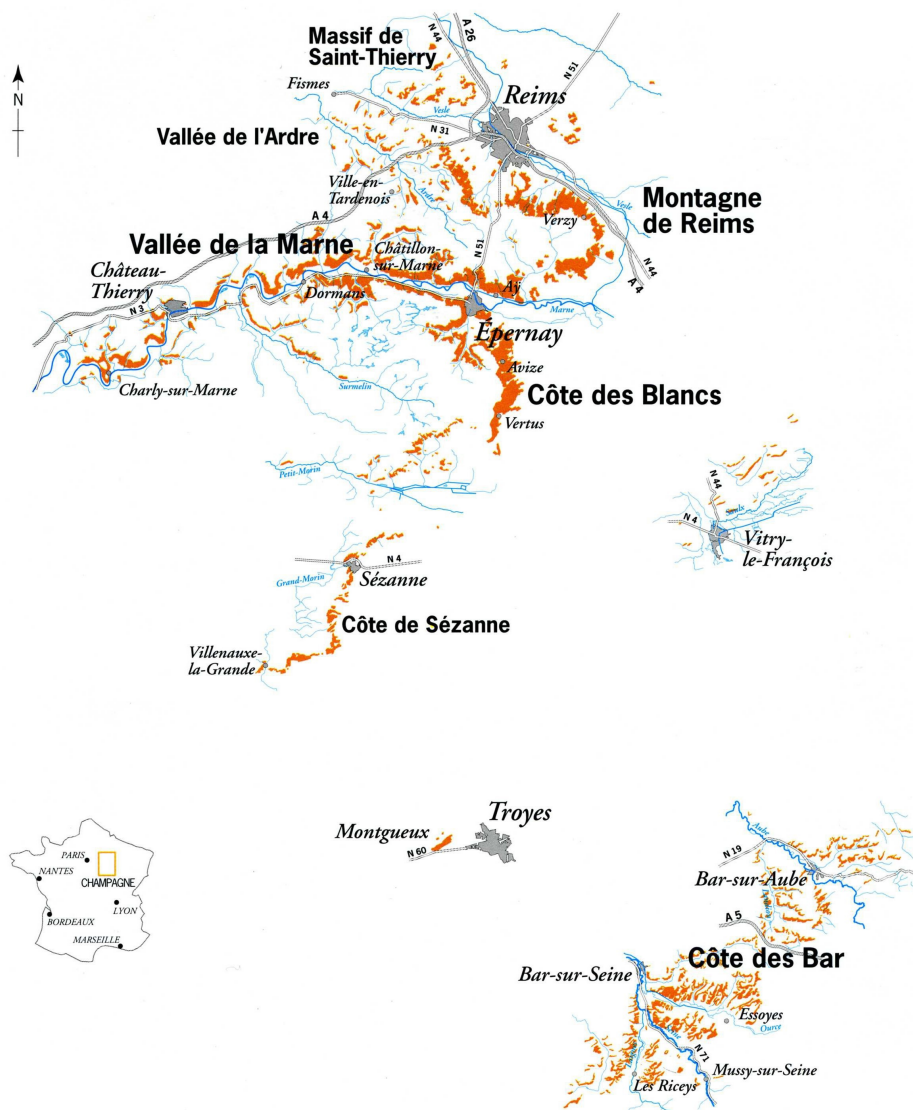 N 44
A 26
Massif de
Saint-Thierry
N 51
Fismes
Reims
Vesle
Vallée de l'Ardre
N 31
Ville-en-
Tardenois
Ardre
Montagne
de Reims
Vesle
Verzy
A 4
Vallée de la Marne
N 51
Châtillon-
sur-Marne
N 44
A 4
Château-
Thierry
Dormans
Aÿ
N 3
Marne
Épernay
Avize
Charly-sur-Marne
Surmelin
Côte des Blancs
Vertus
Petit-Morin
N 44
Saulx
N 4
Vitry-
le-François
N 4
Grand-Morin
Sézanne
Côte de Sézanne
Villenauxe-
la-Grande
Troyes
Montgueux
N 60
Aube
N 19
Bar-sur-Aube
A 5
Côte des Bar
Bar-sur-Seine
Essoyes
Ource
N 71
Mussy-sur-Seine
Les Riceys
N
PARIS
NANTES
CHAMPAGNE
LYON
BORDEAUX
MARSEILLE